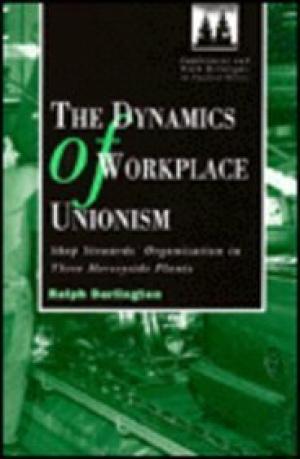 THE DYNAMICS
of WORKPLACE
UNIONISM
Shop Stewards' Organization in
Three Merseyside Plants
Ralph Darlington